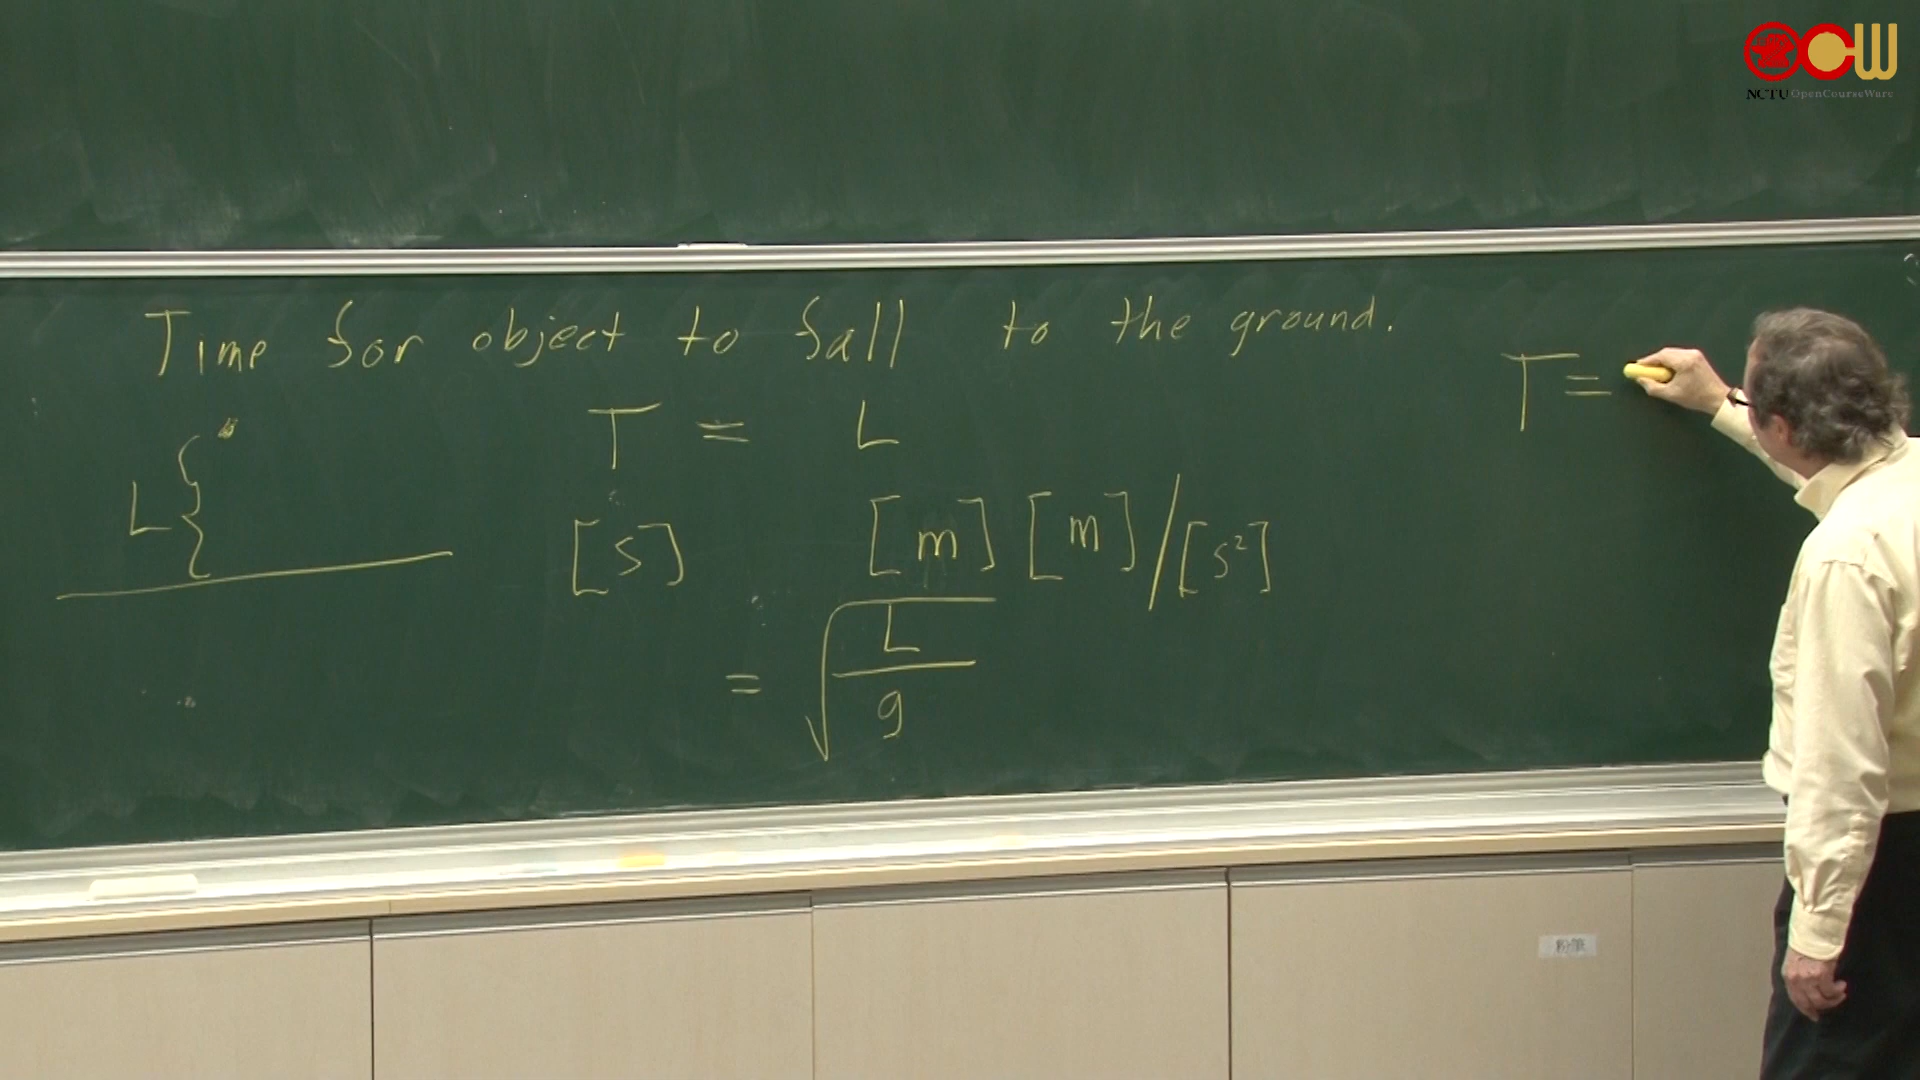 NCTU OpenCourseWare
Time for object to fall to the ground.
T =
T = L
L
[s] [m] [m]/[s²]
= √(L/g)